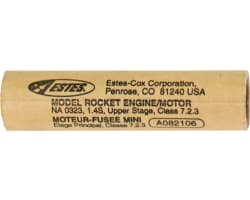 ESTES
Estes-Cox Corporation,
Penrose, CO 81240 USA
MODEL ROCKET ENGINE/MOTOR
NA 0323, 1.4S, Upper Stage, Class 7.2.3
MOTEUR-FUSEE MINI A082106
Etage Principal, Class 7.2.3